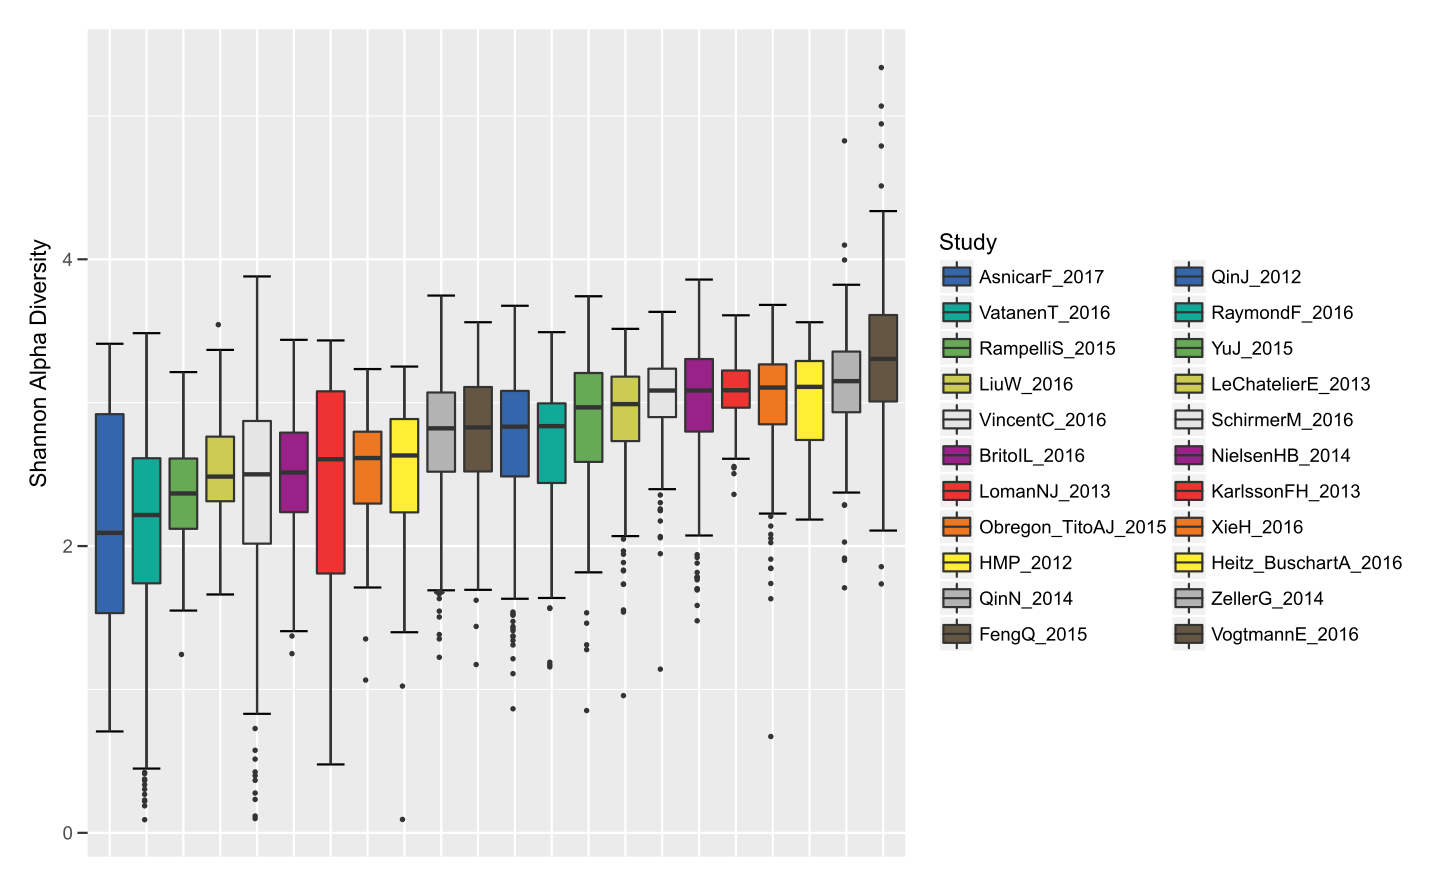 Shannon Alpha Diversity
4
2
0
Study
AsnicarF_2017
VatanenT_2016
RampelliS_2015
LiuW_2016
VincentC_2016
BritoIL_2016
LomanNJ_2013
Obregon_TitoAJ_2015
HMP_2012
QinN_2014
FengQ_2015
QinJ_2012
RaymondF_2016
YuJ_2015
LeChatelierE_2013
SchirmerM_2016
NielsenHB_2014
KarlssonFH_2013
XieH_2016
Heitz_BuschartA_2016
ZellerG_2014
VogtmannE_2016